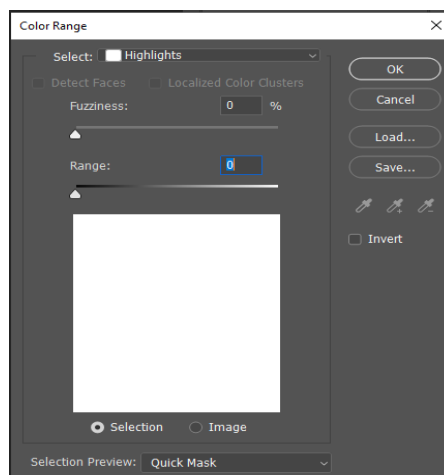 Color Range
Select: Highlights
Detect Faces Localized Color Clusters
Fuzziness: 0 %
Range: 0
Selection Image
Selection Preview: Quick Mask
OK
Cancel
Load...
Save...
Invert